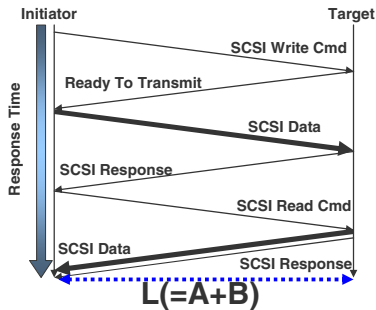 Initiator
Target
SCSI Write Cmd
Ready To Transmit
Response Time
SCSI Data
SCSI Response
SCSI Read Cmd
SCSI Data
SCSI Response
L(=A+B)